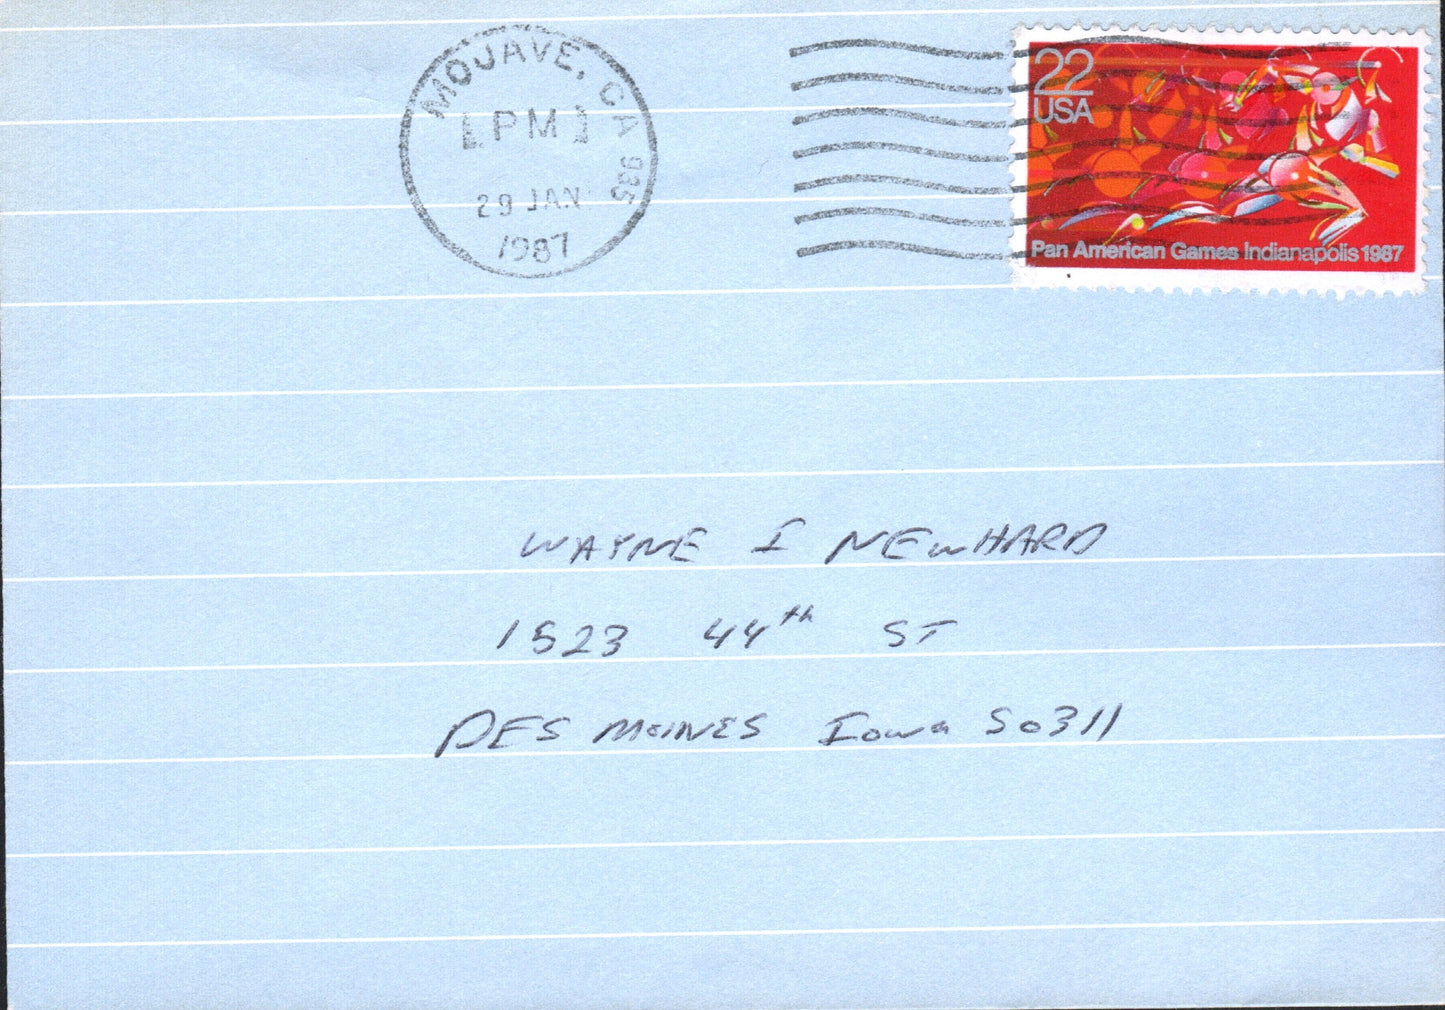 MOJAVE, CA 935
[PM]
29 JAN
1987
22
USA
Pan American Games Indianapolis 1987
WAYNE I NEWHARD
1523 44th ST
DES MOINES Iowa 50311